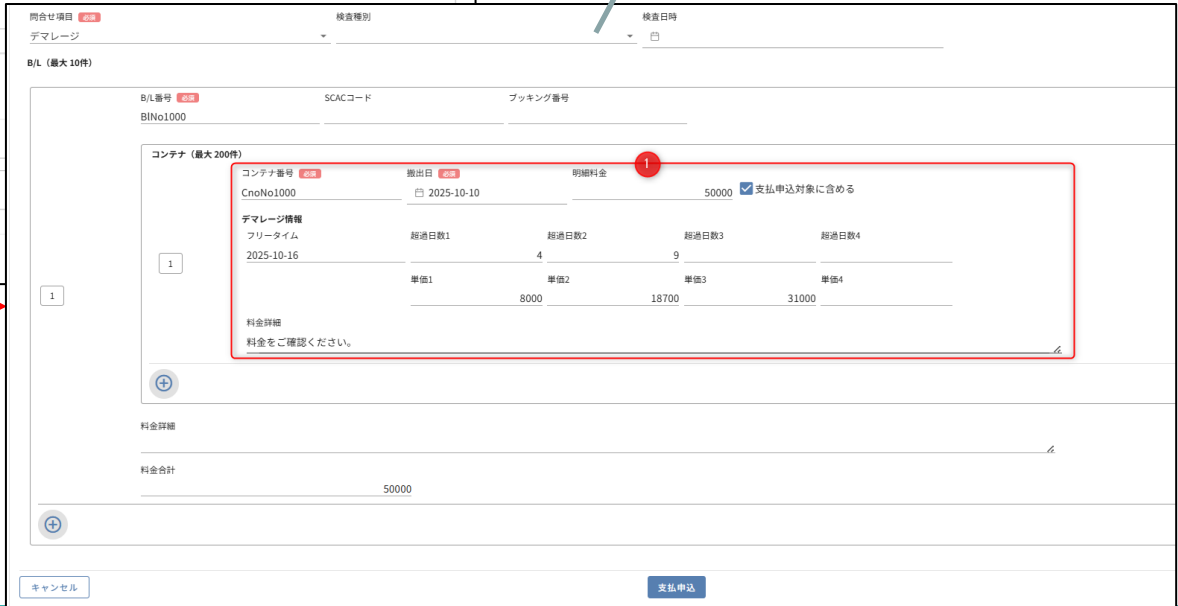 問合せ項目 必須 検査種別 検査日時
デマレージ
B/L（最大 10件）
B/L番号 必須 SCACコード ブッキング番号
BlNo1000
コンテナ（最大 200件）
1
コンテナ番号 必須 搬出日 必須 明細料金
CnoNo1000 2025-10-10 50000 支払申込対象に含める
デマレージ情報
フリータイム 超過日数1 超過日数2 超過日数3 超過日数4
2025-10-16 4 9
1
単価1 単価2 単価3 単価4
1
8000 18700 31000
料金詳細
料金をご確認ください。
料金詳細
料金合計
50000
キャンセル 支払申込